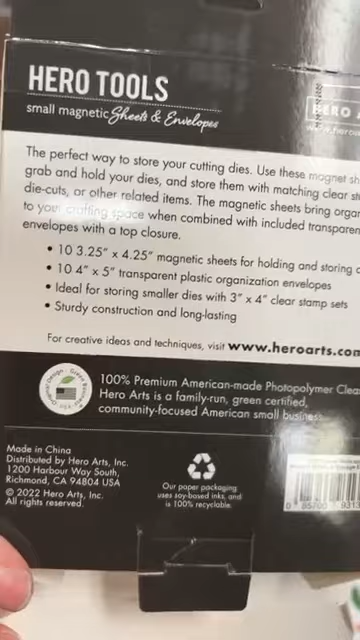 HERO TOOLS
small magnetic Sheets & Envelopes
The perfect way to store your cutting dies. Use these magnet
grab and hold your dies, and store them with matching clear
die-cuts, or other related items. The magnetic sheets bring
to your crafting space when combined with included
envelopes with a top closure.
• 10 3.25" x 4.25" magnetic sheets for holding and storing
• 10 4" x 5" transparent plastic organization envelopes
• Ideal for storing smaller dies with 3" x 4" clear stamp sets
• Sturdy construction and long-lasting
For creative ideas and techniques, visit www.heroarts.com
100% Premium American-made Photopolymer
Hero Arts is a family-run, green certified,
community-focused American small business
Made in China
Distributed by Hero Arts, Inc.
1200 Harbour Way South,
Richmond, CA 94804 USA
© 2022 Hero Arts, Inc.
All rights reserved.
Our paper packaging
uses soy-based inks, and
is 100% recyclable.